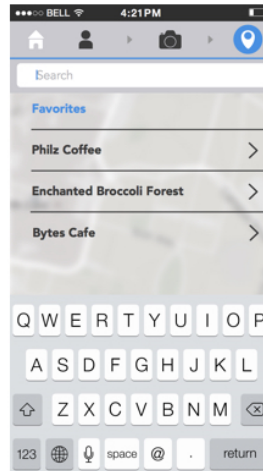 BELL 4:21PM
Search
Favorites
Philz Coffee
Enchanted Broccoli Forest
Bytes Cafe
Q W E R T Y U I O P
A S D F G H J K L
Z X C V B N M
123 space @ . return